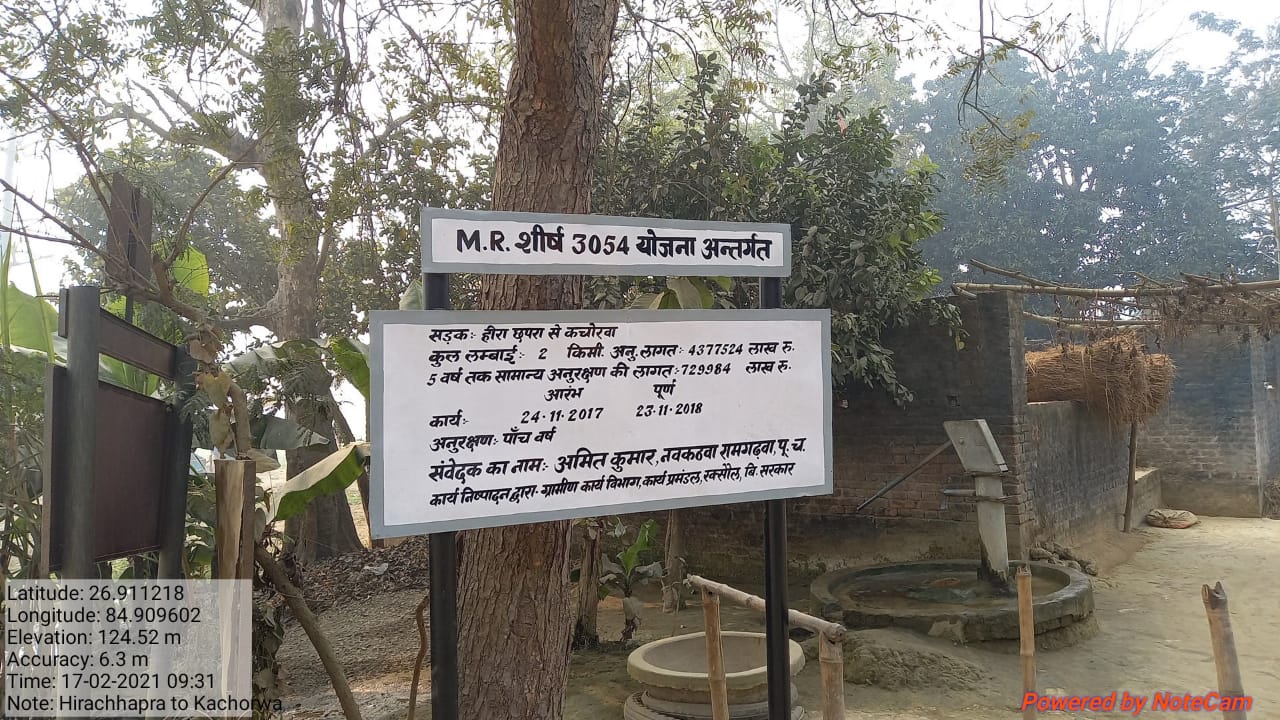 M.R. शीर्ष 3054 योजना अन्तर्गत
सड़क:- हीरा छपरा से कचोरवा
कुल लम्बाई:- 2 किमी. अनु. लागत:- 4377524 लाख रु.
5 वर्ष तक सामान्य अनुरक्षण की लागत:-729984 लाख रु.
आरंभ पूर्ण
कार्य:- 24-11-2017 23-11-2018
अनुरक्षण:- पाँच वर्ष
संवेदक का नाम:- अमित कुमार, नवकठवा रामगढ़वा, पू. च.
कार्य निष्पादन द्वारा- ग्रामीण कार्य विभाग, कार्य प्रमंडल, रक्सौल, बि. सरकार
Latitude: 26.911218
Longitude: 84.909602
Elevation: 124.52 m
Accuracy: 6.3 m
Time: 17-02-2021 09:31
Note: Hirachhapra to Kachorwa
Powered by NoteCam